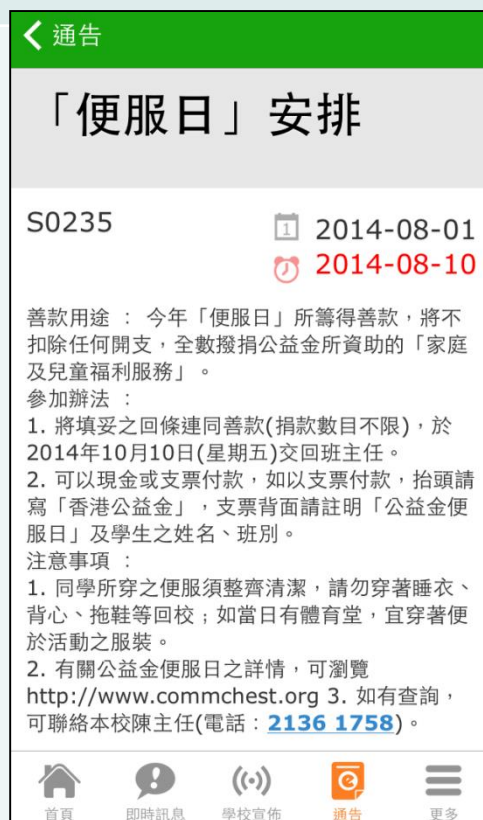 通告
「便服日」安排
S0235
1 2014-08-01
2014-08-10
善款用途 ： 今年「便服日」所籌得善款，將不
扣除任何開支，全數撥捐公益金所資助的「家庭
及兒童福利服務」。
參加辦法 ：
1. 將填妥之回條連同善款(捐款數目不限)，於
2014年10月10日(星期五)交回班主任。
2. 可以現金或支票付款，如以支票付款，抬頭請
寫「香港公益金」，支票背面請註明「公益金便
服日」及學生之姓名、班別。
注意事項 ：
1. 同學所穿之便服須整齊清潔，請勿穿著睡衣、
背心、拖鞋等回校；如當日有體育堂，宜穿著便
於活動之服裝。
2. 有關公益金便服日之詳情，可瀏覽
http://www.commchest.org 3. 如有查詢，
可聯絡本校陳主任(電話：2136 1758)。
首頁 即時訊息 學校宣佈 通告 更多